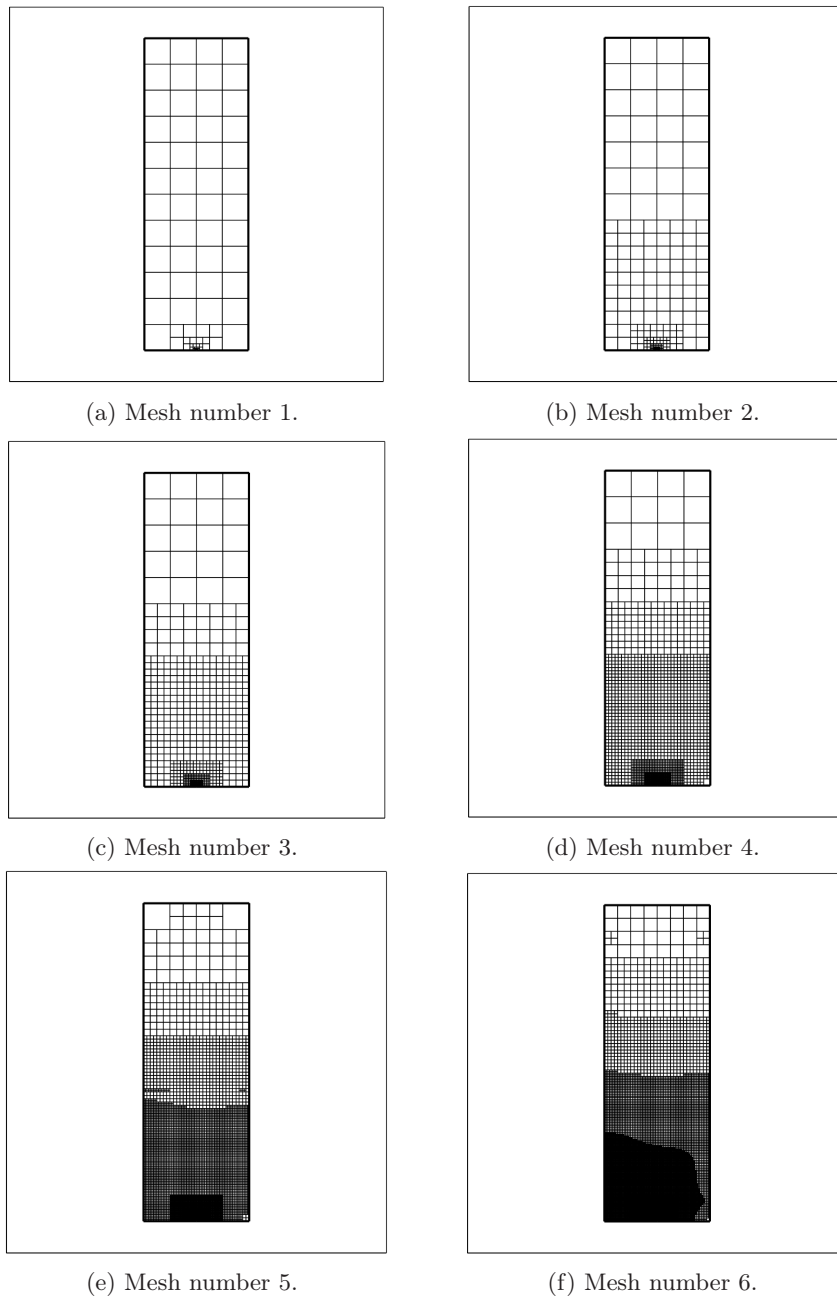 (a) Mesh number 1.
(b) Mesh number 2.
(c) Mesh number 3.
(d) Mesh number 4.
(e) Mesh number 5.
(f) Mesh number 6.